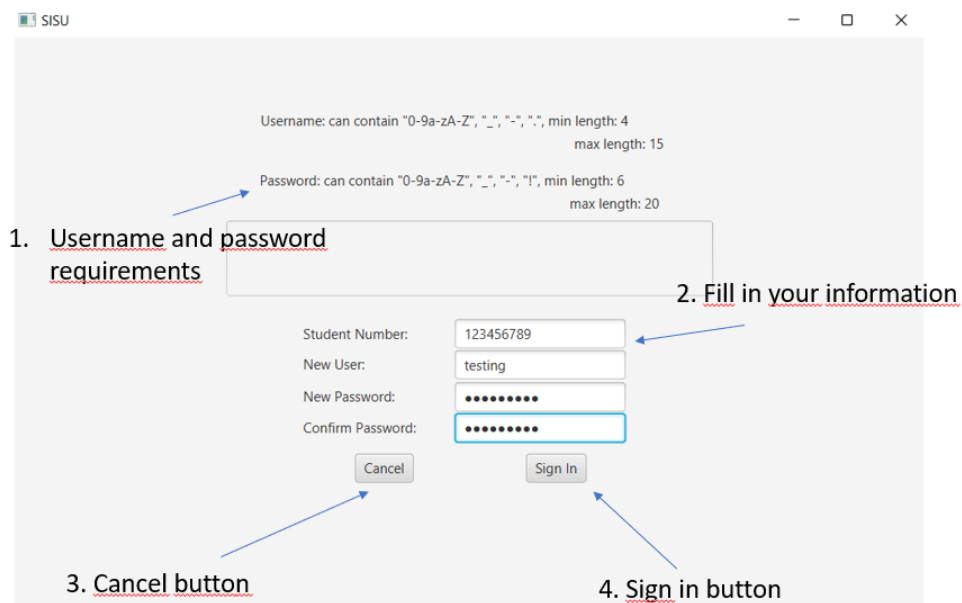 SISU
Username: can contain "0-9a-zA-Z", "_", "-", ".", min length: 4
max length: 15
Password: can contain "0-9a-zA-Z", "_", "-", "!", min length: 6
max length: 20
1. Username and password
requirements
2. Fill in your information
Student Number: 123456789
New User: testing
New Password: •••••••••
Confirm Password: •••••••••
Cancel Sign In
3. Cancel button
4. Sign in button